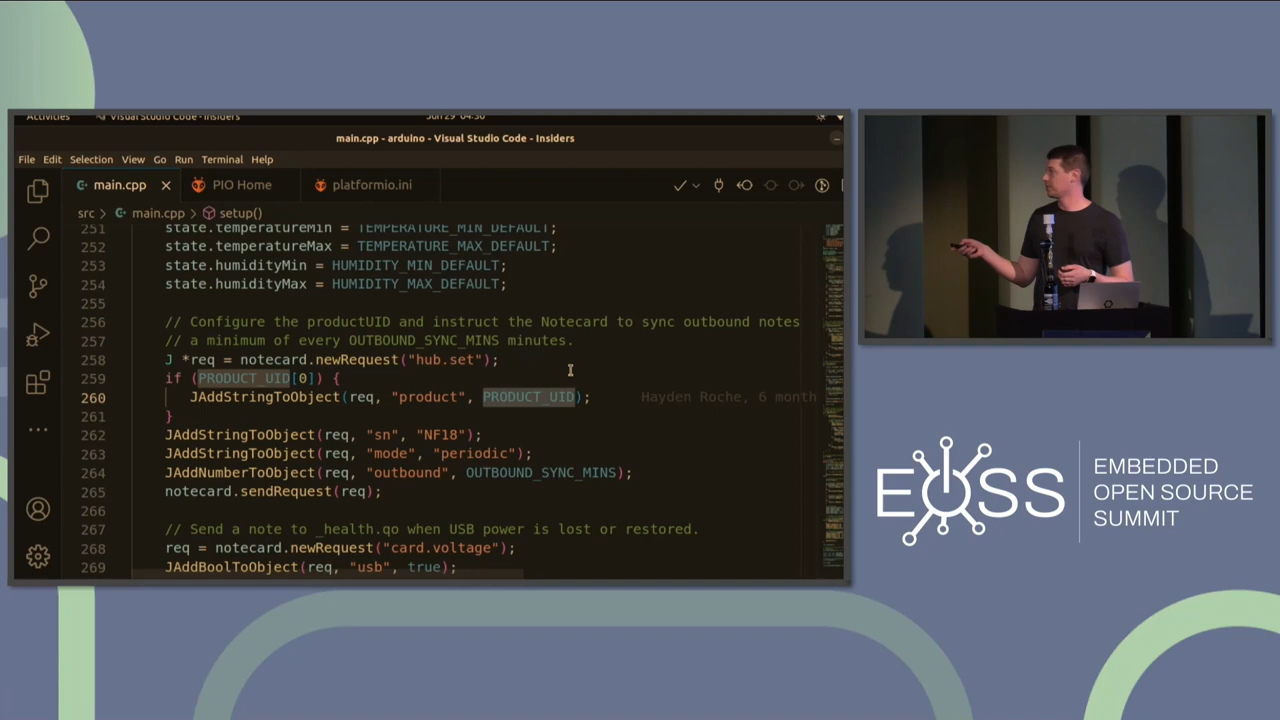 Activities
Visual Studio Code - Insiders
Jun 29 04:30
main.cpp - arduino - Visual Studio Code - Insiders
File Edit Selection View Go Run Terminal Help
main.cpp
PIO Home
platformio.ini
src > main.cpp > setup()
251 state.temperatureMin = TEMPERATURE_MIN_DEFAULT;
252 state.temperatureMax = TEMPERATURE_MAX_DEFAULT;
253 state.humidityMin = HUMIDITY_MIN_DEFAULT;
254 state.humidityMax = HUMIDITY_MAX_DEFAULT;
255
256 // Configure the productUID and instruct the Notecard to sync outbound notes
257 // a minimum of every OUTBOUND_SYNC_MINS minutes.
258 J *req = notecard.newRequest("hub.set");
259 if (PRODUCT_UID[0]) {
260 JAddStringToObject(req, "product", PRODUCT_UID); Hayden Roche, 6 month
261 }
262 JAddStringToObject(req, "sn", "NF18");
263 JAddStringToObject(req, "mode", "periodic");
264 JAddNumberToObject(req, "outbound", OUTBOUND_SYNC_MINS);
265 notecard.sendRequest(req);
266
267 // Send a note to _health.qo when USB power is lost or restored.
268 req = notecard.newRequest("card.voltage");
269 JAddBoolToObject(req, "usb", true);
EOSS
EMBEDDED
OPEN SOURCE
SUMMIT